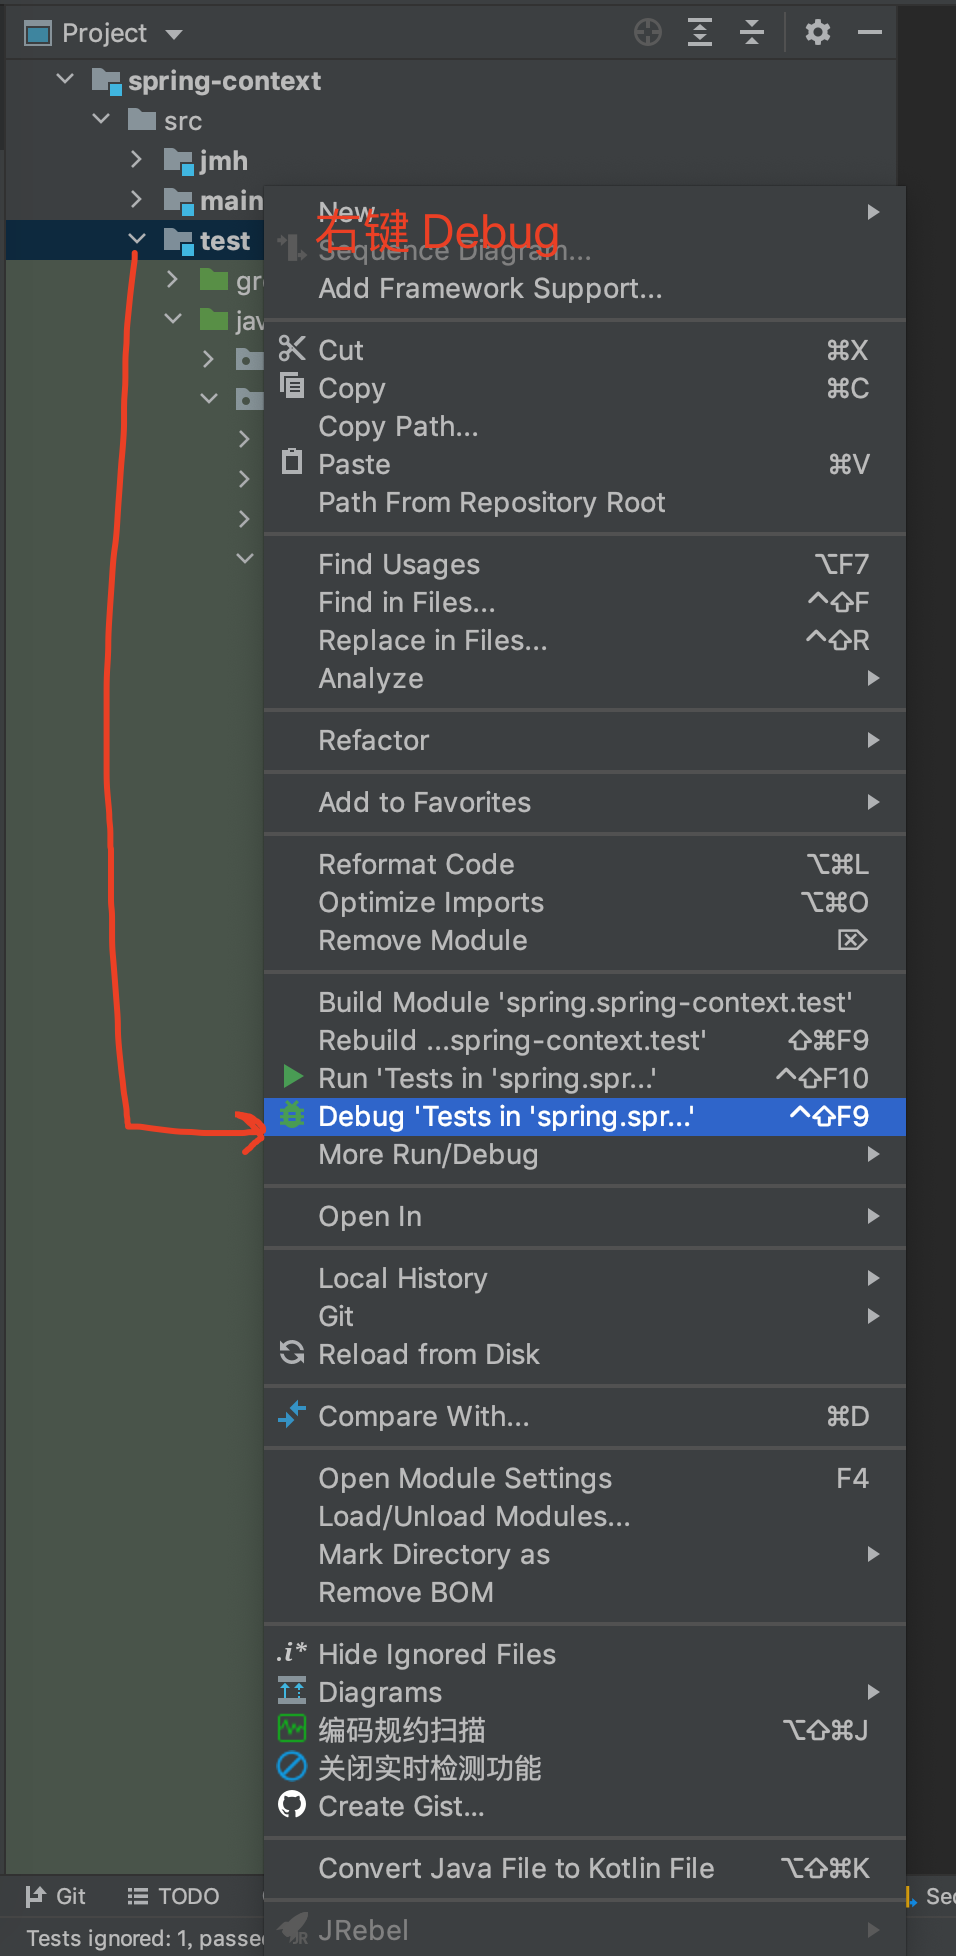 Project
spring-context
src
jmh
main
test
New
右键 Debug
Sequence Diagram...
Add Framework Support...
Cut ⌘X
Copy ⌘C
Copy Path...
Paste ⌘V
Path From Repository Root
Find Usages ⌥F7
Find in Files... ^⇧F
Replace in Files... ^⇧R
Analyze
Refactor
Add to Favorites
Reformat Code ⌥⌘L
Optimize Imports ⌥⌘O
Remove Module ⌦
Build Module 'spring.spring-context.test'
Rebuild ...spring-context.test' ⇧⌘F9
Run 'Tests in 'spring.spr...' ^⇧F10
Debug 'Tests in 'spring.spr...' ^⇧F9
More Run/Debug
Open In
Local History
Git
Reload from Disk
Compare With... ⌘D
Open Module Settings F4
Load/Unload Modules...
Mark Directory as
Remove BOM
.i* Hide Ignored Files
Diagrams
编码规约扫描 ⌥⇧⌘J
关闭实时检测功能
Create Gist...
Convert Java File to Kotlin File ⌥⇧⌘K
Git TODO
Tests ignored: 1, JRebel